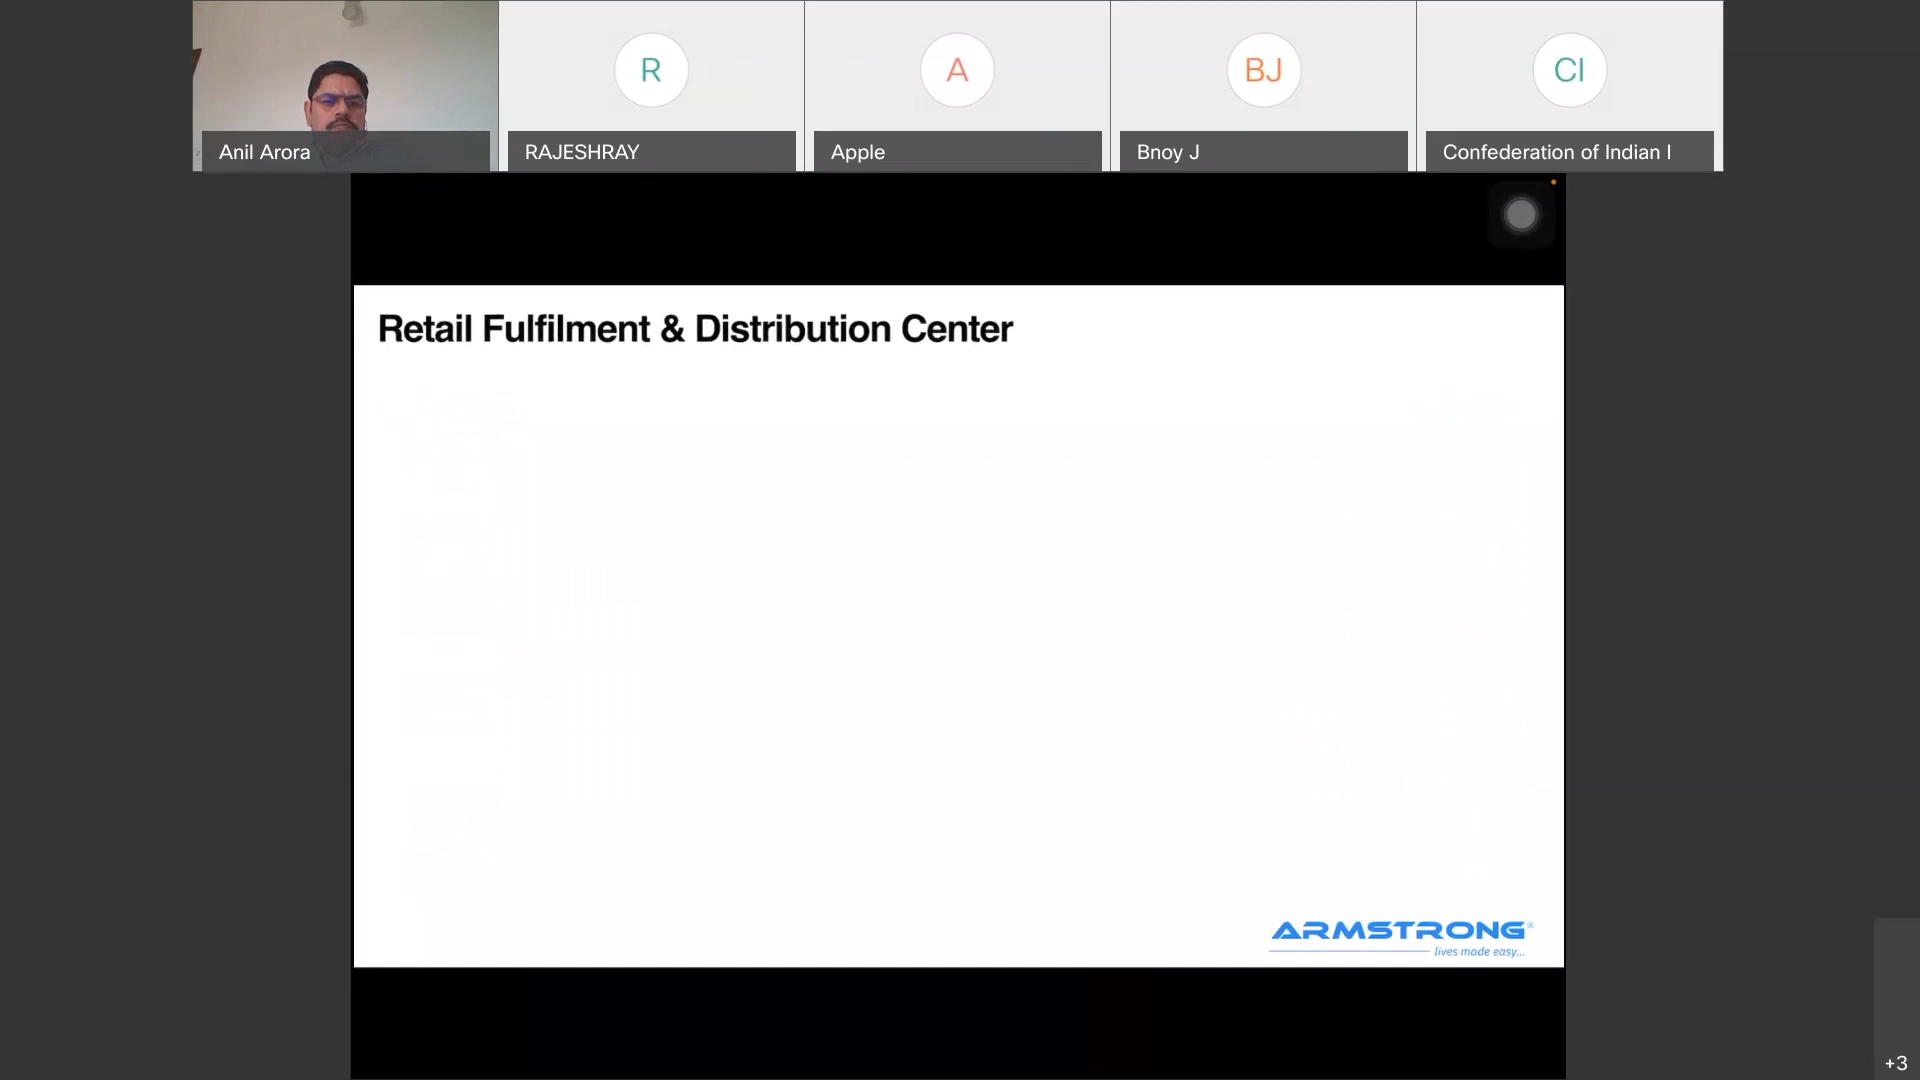 R
A
BJ
CI
Anil Arora
RAJESHRAY
Apple
Bnoy J
Confederation of Indian I
Retail Fulfilment & Distribution Center
ARMSTRONG®
lives made easy...
+3